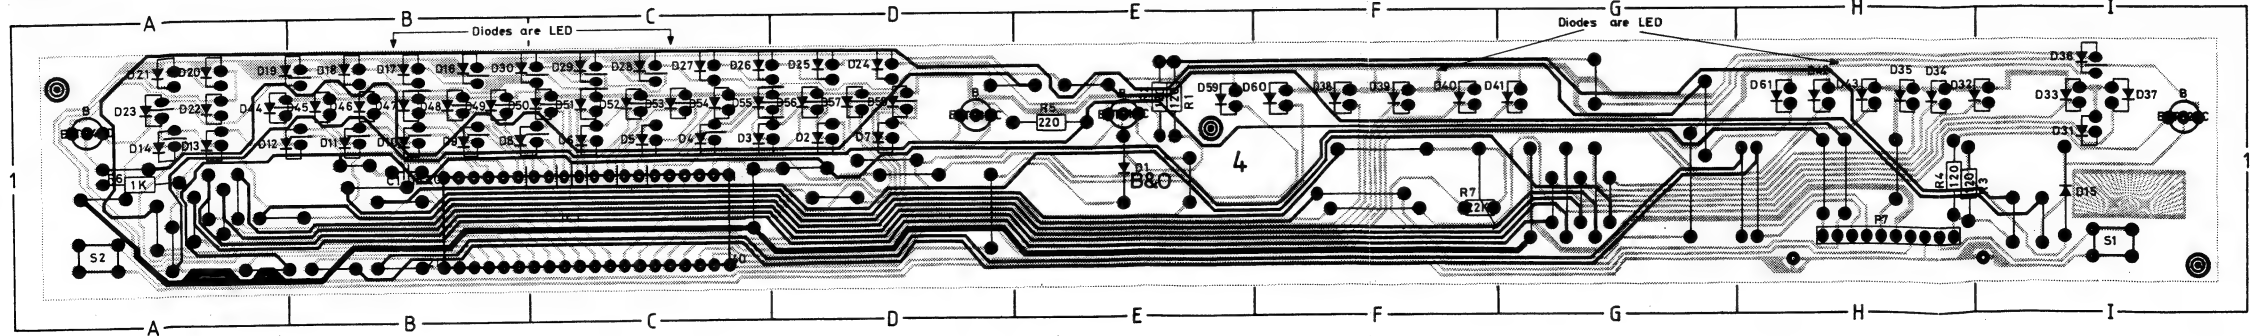 A B C D E F G H I
Diodes are LED
Diodes are LED
D21 D20 D19 D18 D17 D16 D30 D29 D28 D27 D26 D25 D24
D36
D59 D60 D38 D39 D40 D41 D61 D43 D35 D34 D32 D33 D37
D23 D22 D44 D45 D46 D47 D48 D49 D50 D51 D52 D53 D54 D55 D56 D57
B B B B
R5
220
D14 D13 D12 D11 D10 D9 D8 D6 D5 D4 D3 D2 D7
D31
4
1 1
R6
1K
D1
B&O
R7
22K
R4
120
R3
D15
P7
S2
S1
A B C D E F G H I